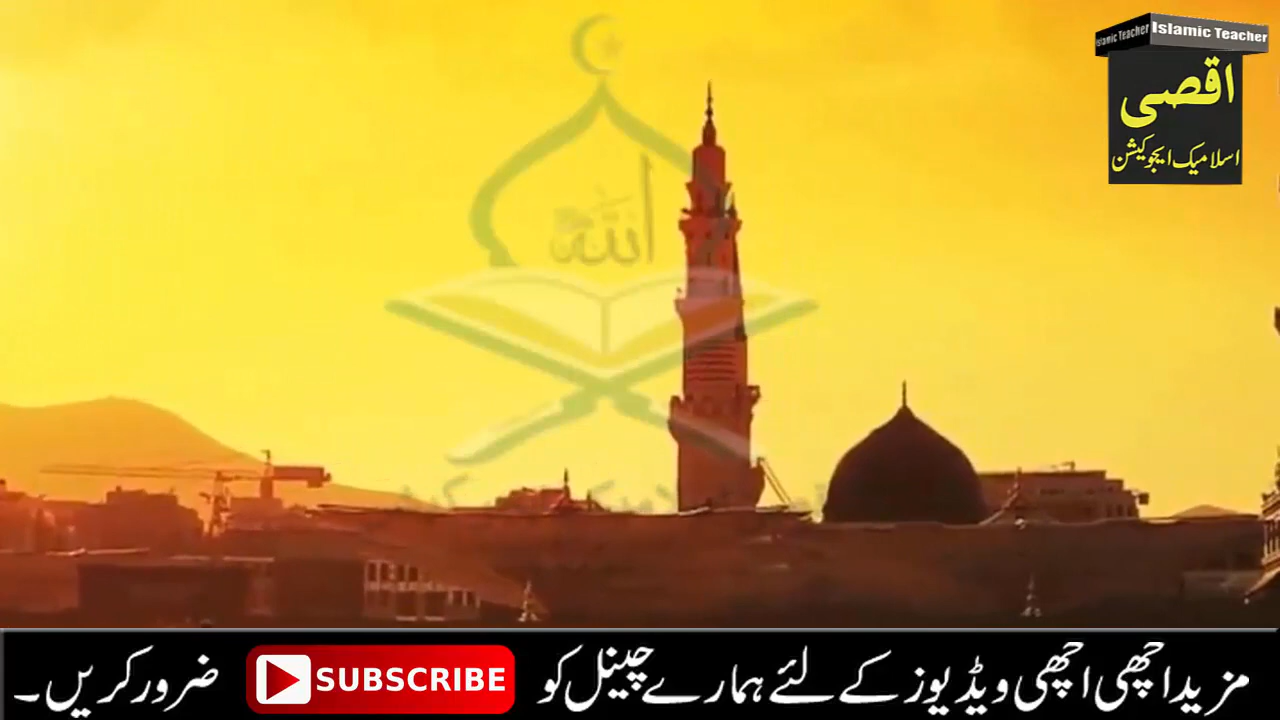 Islamic Teacher Islamic Teacher
اقصیٰ
اسلامیک ایجوکیشن
الله
مزید اچھی اچھی ویڈیوز کے لئے ہمارے چینل کو SUBSCRIBE ضرور کریں۔